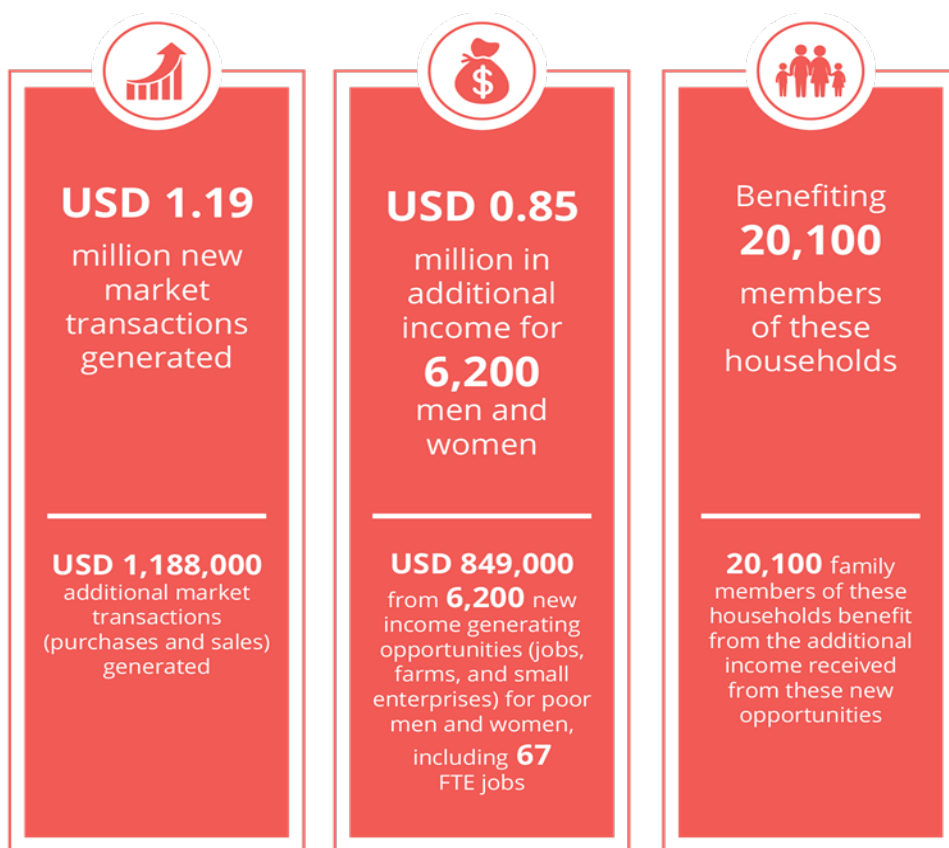 USD 1.19
million new
market
transactions
generated
USD 1,188,000
additional market
transactions
(purchases and sales)
generated
$
USD 0.85
million in
additional
income for
6,200
men and
women
USD 849,000
from 6,200 new
income generating
opportunities (jobs,
farms, and small
enterprises) for poor
men and women,
including 67
FTE jobs
Benefiting
20,100
members
of these
households
20,100 family
members of these
households benefit
from the additional
income received
from these new
opportunities